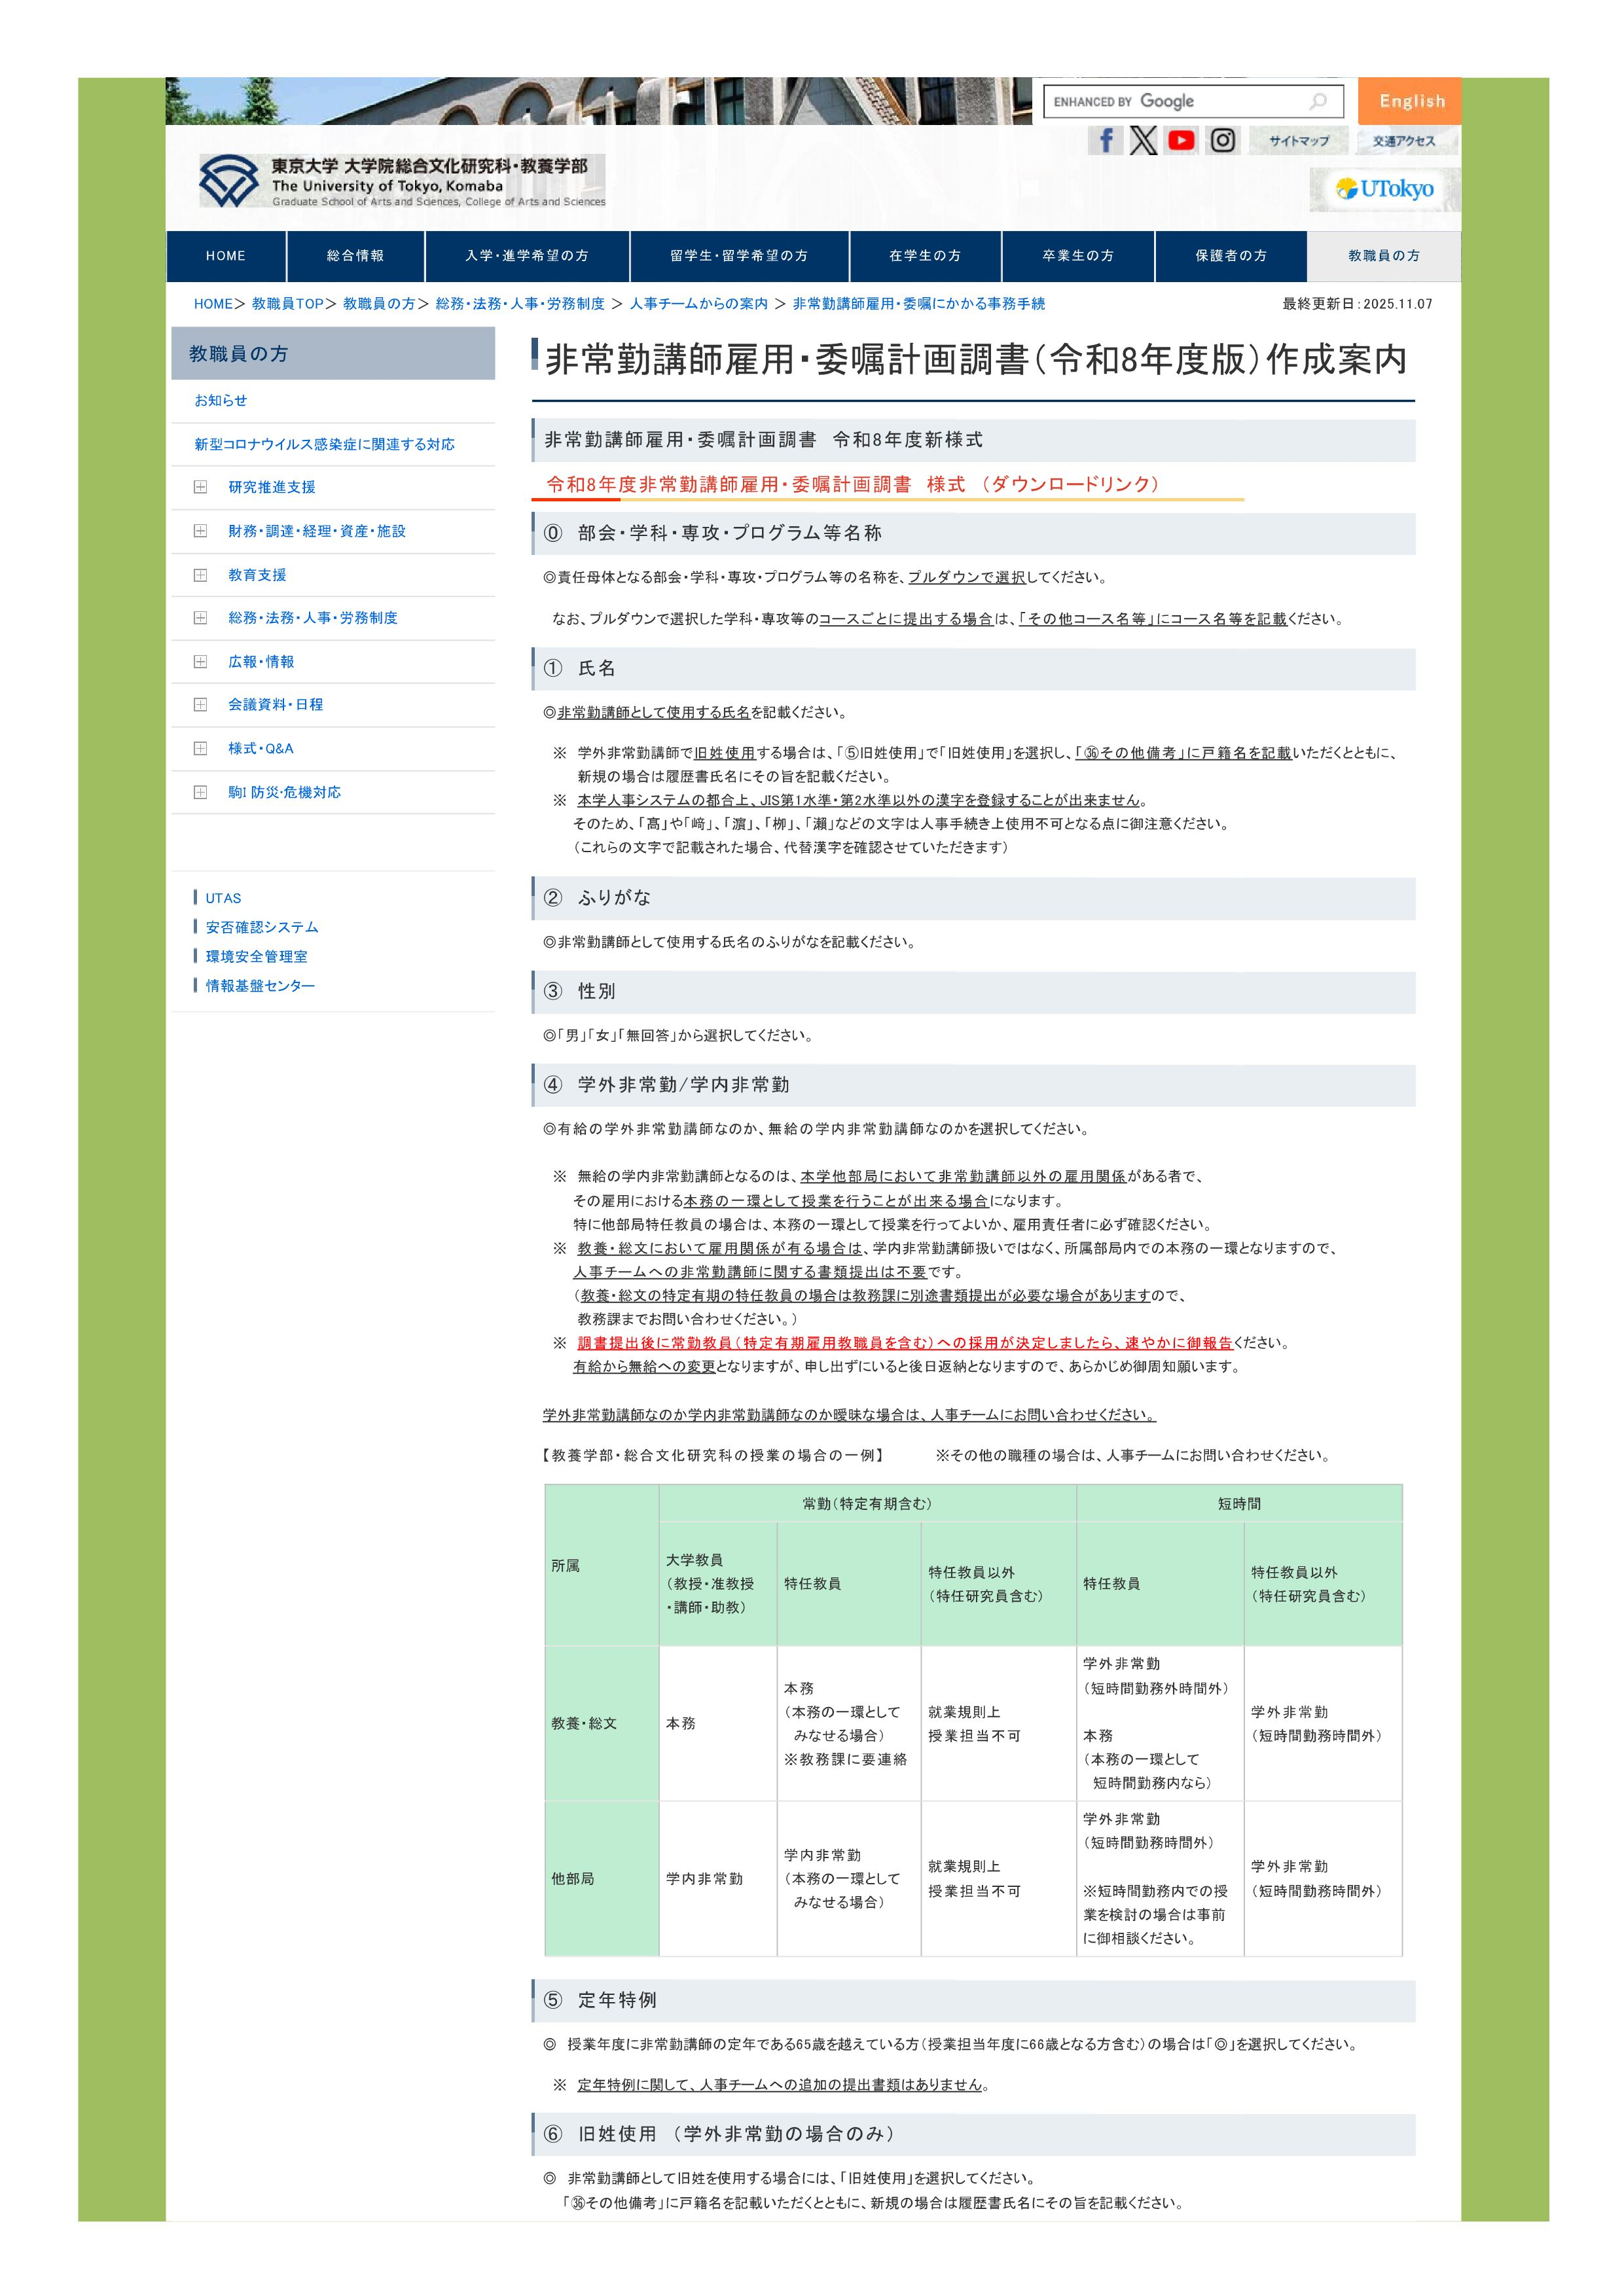 ENHANCED BY Google
English
サイトマップ
交通アクセス
東京大学 大学院総合文化研究科・教養学部
The University of Tokyo, Komaba
Graduate School of Arts and Sciences, College of Arts and Sciences
UTokyo
HOME
総合情報
入学・進学希望の方
留学生・留学希望の方
在学生の方
卒業生の方
保護者の方
教職員の方
HOME＞ 教職員TOP＞ 教職員の方＞ 総務・法務・人事・労務制度 ＞ 人事チームからの案内 ＞ 非常勤講師雇用・委嘱にかかる事務手続
最終更新日：2025.11.07
教職員の方
お知らせ
新型コロナウイルス感染症に関連する対応
研究推進支援
財務・調達・経理・資産・施設
教育支援
総務・法務・人事・労務制度
広報・情報
会議資料・日程
様式・Q&A
駒I 防災・危機対応
UTAS
安否確認システム
環境安全管理室
情報基盤センター
非常勤講師雇用・委嘱計画調書（令和8年度版）作成案内
非常勤講師雇用・委嘱計画調書 令和8年度新様式
令和8年度非常勤講師雇用・委嘱計画調書 様式 （ダウンロードリンク）
⓪ 部会・学科・専攻・プログラム等名称
◎責任母体となる部会・学科・専攻・プログラム等の名称を、プルダウンで選択してください。
なお、プルダウンで選択した学科・専攻等のコースごとに提出する場合は、「その他コース名等」にコース名等を記載ください。
① 氏名
◎非常勤講師として使用する氏名を記載ください。
※ 学外非常勤講師で旧姓使用する場合は、「⑤旧姓使用」で「旧姓使用」を選択し、「㊱その他備考」に戸籍名を記載いただくとともに、
新規の場合は履歴書氏名にその旨を記載ください。
※ 本学人事システムの都合上、JIS第1水準・第2水準以外の漢字を登録することが出来ません。
そのため、「髙」や「﨑」、「濵」、「栁」、「瀨」などの文字は人事手続き上使用不可となる点に御注意ください。
（これらの文字で記載された場合、代替漢字を確認させていただきます）
② ふりがな
◎非常勤講師として使用する氏名のふりがなを記載ください。
③ 性別
◎「男」「女」「無回答」から選択してください。
④ 学外非常勤/学内非常勤
◎有給の学外非常勤講師なのか、無給の学内非常勤講師なのかを選択してください。
※ 無給の学内非常勤講師となるのは、本学他部局において非常勤講師以外の雇用関係がある者で、
その雇用における本務の一環として授業を行うことが出来る場合になります。
特に他部局特任教員の場合は、本務の一環として授業を行ってよいか、雇用責任者に必ず確認ください。
※ 教養・総文において雇用関係が有る場合は、学内非常勤講師扱いではなく、所属部局内での本務の一環となりますので、
人事チームへの非常勤講師に関する書類提出は不要です。
（教養・総文の特定有期の特任教員の場合は教務課に別途書類提出が必要な場合がありますので、
教務課までお問い合わせください。）
※ 調書提出後に常勤教員（特定有期雇用教職員を含む）への採用が決定しましたら、速やかに御報告ください。
有給から無給への変更となりますが、申し出ずにいると後日返納となりますので、あらかじめ御周知願います。
学外非常勤講師なのか学内非常勤講師なのか曖昧な場合は、人事チームにお問い合わせください。
【教養学部・総合文化研究科の授業の場合の一例】 ※その他の職種の場合は、人事チームにお問い合わせください。
所属
常勤（特定有期含む）
短時間
大学教員
（教授・准教授
・講師・助教）
特任教員
特任教員以外
（特任研究員含む）
特任教員
特任教員以外
（特任研究員含む）
教養・総文
本務
本務
（本務の一環として
みなせる場合）
※教務課に要連絡
就業規則上
授業担当不可
学外非常勤
（短時間勤務外時間外）
本務
（本務の一環として
短時間勤務内なら）
学外非常勤
（短時間勤務時間外）
他部局
学内非常勤
学内非常勤
（本務の一環として
みなせる場合）
就業規則上
授業担当不可
学外非常勤
（短時間勤務時間外）
※短時間勤務内での授
業を検討の場合は事前
に御相談ください。
学外非常勤
（短時間勤務時間外）
⑤ 定年特例
◎ 授業年度に非常勤講師の定年である65歳を越えている方（授業担当年度に66歳となる方含む）の場合は「◎」を選択してください。
※ 定年特例に関して、人事チームへの追加の提出書類はありません。
⑥ 旧姓使用 （学外非常勤の場合のみ）
◎ 非常勤講師として旧姓を使用する場合には、「旧姓使用」を選択してください。
「㊱その他備考」に戸籍名を記載いただくとともに、新規の場合は履歴書氏名にその旨を記載ください。